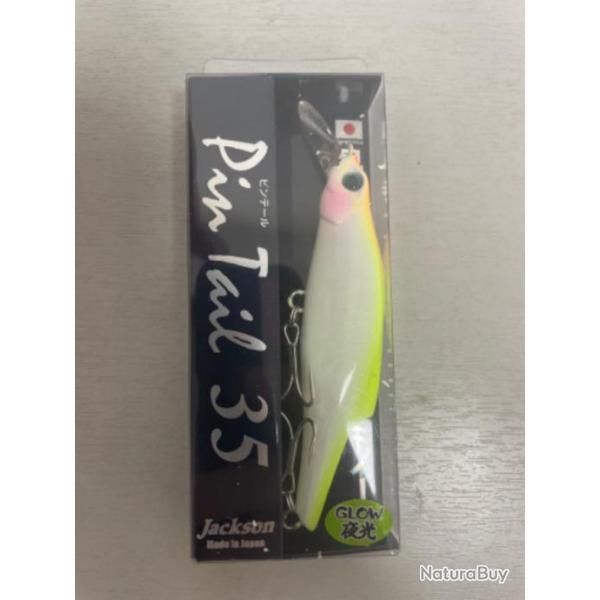 Pin Tail 35
ピンテール
Jackson
Made in Japan
GLOW
夜光
NaturaBuy